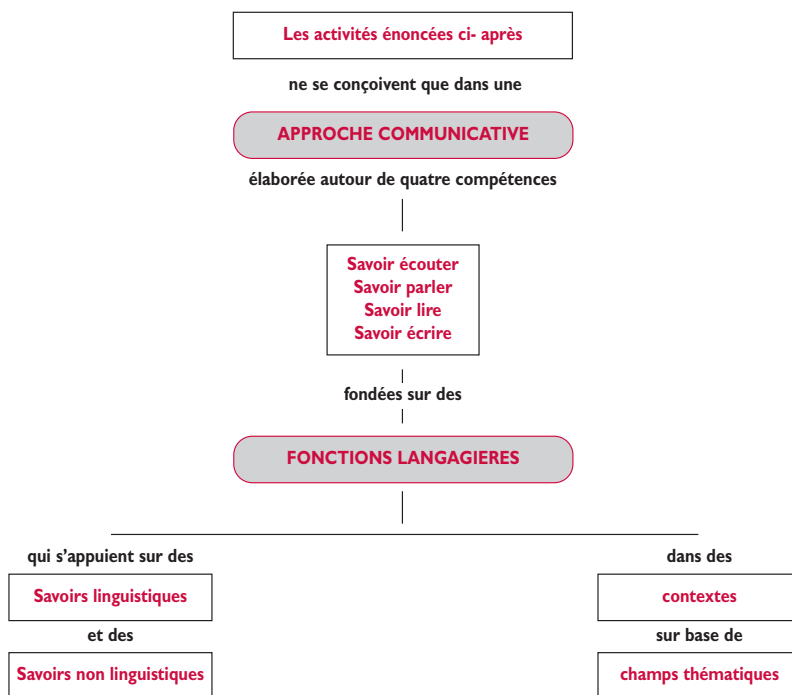 Les activités énoncées ci- après
ne se conçoivent que dans une
APPROCHE COMMUNICATIVE
élaborée autour de quatre compétences
Savoir écouter
Savoir parler
Savoir lire
Savoir écrire
fondées sur des
FONCTIONS LANGAGIERES
qui s'appuient sur des
Savoirs linguistiques
et des
Savoirs non linguistiques
dans des
contextes
sur base de
champs thématiques